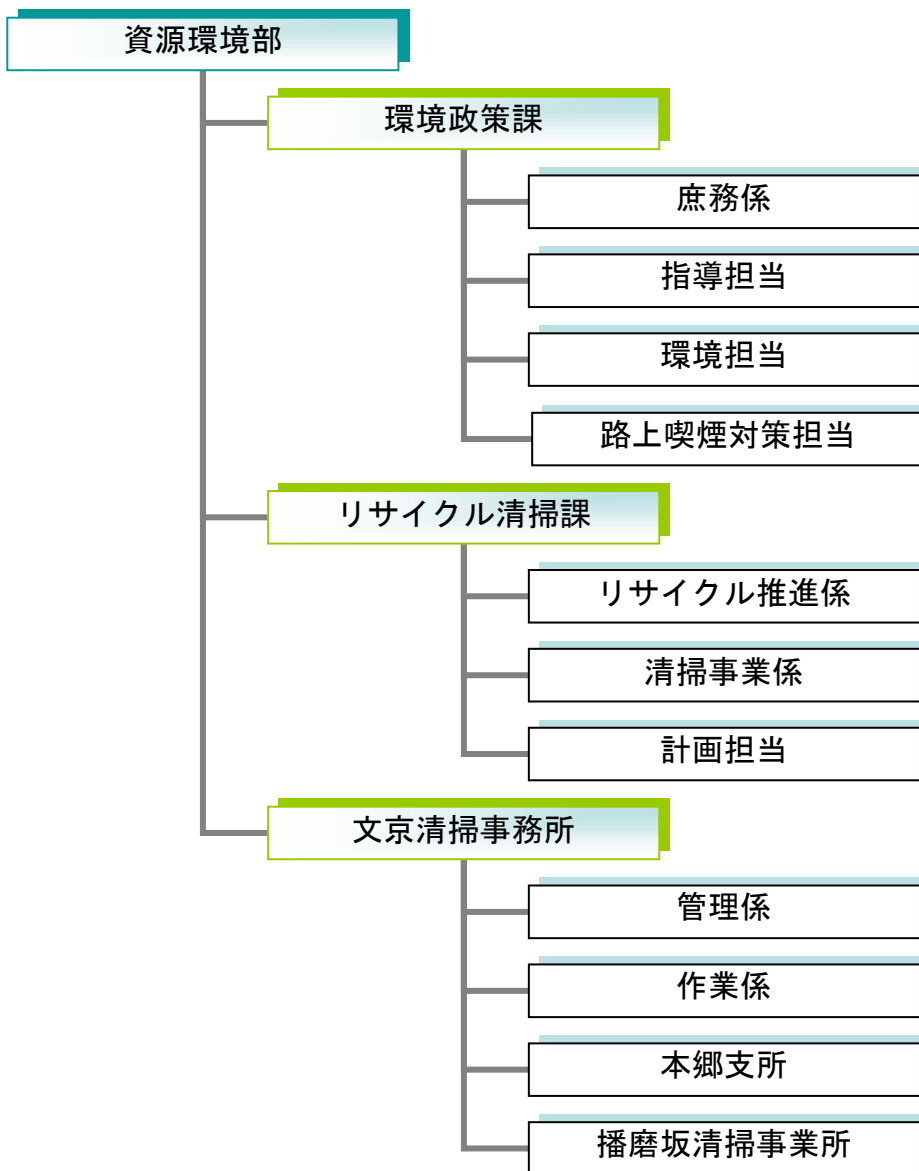 資源環境部
環境政策課
庶務係
指導担当
環境担当
路上喫煙対策担当
リサイクル清掃課
リサイクル推進係
清掃事業係
計画担当
文京清掃事務所
管理係
作業係
本郷支所
播磨坂清掃事業所